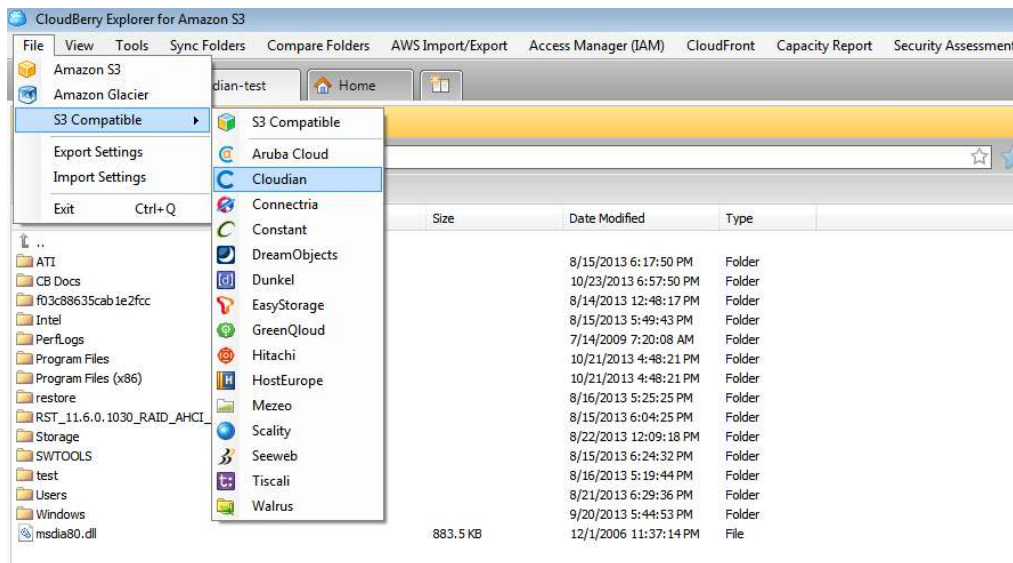 CloudBerry Explorer for Amazon S3
File View Tools Sync Folders Compare Folders AWS Import/Export Access Manager (IAM) CloudFront Capacity Report Security Assessment
Amazon S3
Amazon Glacier
S3 Compatible
Export Settings
Import Settings
Exit Ctrl+Q
dian-test Home
S3 Compatible
Aruba Cloud
Cloudian
Connectria
Constant
DreamObjects
Dunkel
EasyStorage
GreenQloud
Hitachi
HostEurope
Mezeo
Scality
Seeweb
Tiscali
Walrus
Size Date Modified Type
..
ATI 8/15/2013 6:17:50 PM Folder
CB Docs 10/23/2013 6:57:50 PM Folder
f03c88635cab1e2fcc 8/14/2013 12:48:17 PM Folder
Intel 8/15/2013 5:49:43 PM Folder
PerfLogs 7/14/2009 7:20:08 AM Folder
Program Files 10/21/2013 4:48:21 PM Folder
Program Files (x86) 10/21/2013 4:48:21 PM Folder
restore 8/16/2013 5:25:25 PM Folder
RST_11.6.0.1030_RAID_AHCI_ 8/15/2013 6:04:25 PM Folder
Storage 8/22/2013 12:09:18 PM Folder
SWTOOLS 8/15/2013 6:24:32 PM Folder
test 8/16/2013 5:19:44 PM Folder
Users 8/21/2013 6:29:36 PM Folder
Windows 9/20/2013 5:44:53 PM Folder
msdia80.dll 883.5 KB 12/1/2006 11:37:14 PM File